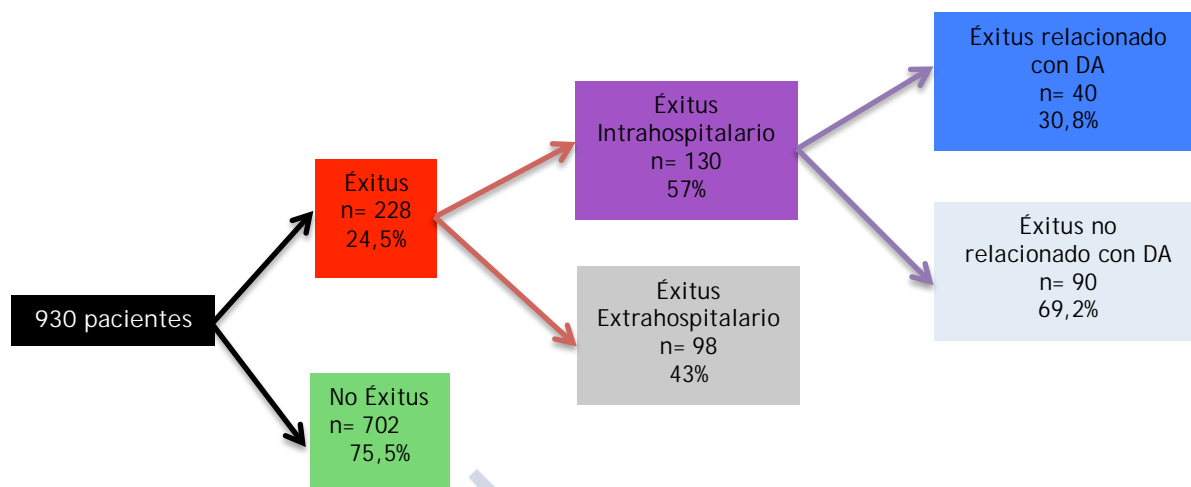 930 pacientes
Éxitus
n= 228
24,5%
No Éxitus
n= 702
75,5%
Éxitus
Intrahospitalario
n= 130
57%
Éxitus
Extrahospitalario
n= 98
43%
Éxitus relacionado
con DA
n= 40
30,8%
Éxitus no
relacionado con DA
n= 90
69,2%